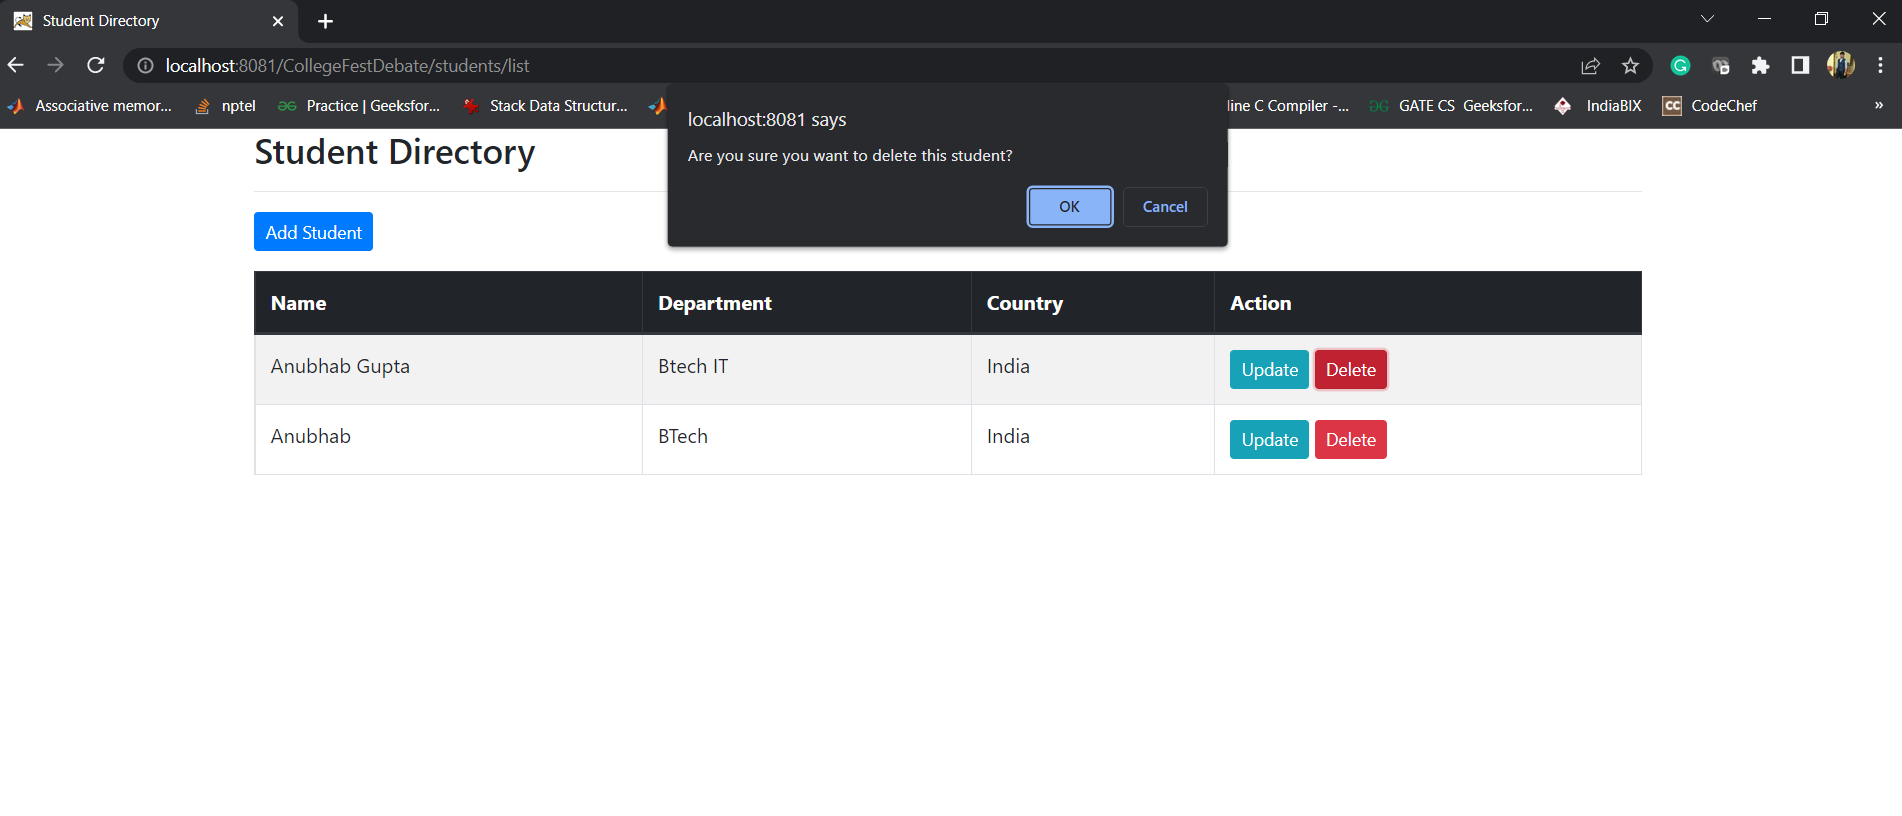 Student Directory
localhost:8081/CollegeFestDebate/students/list
Associative memor... nptel Practice | Geeksfor... Stack Data Structur... line C Compiler -... GATE CS Geeksfor... IndiaBIX CC CodeChef »
localhost:8081 says
Are you sure you want to delete this student?
OK Cancel
Student Directory
Add Student
Name Department Country Action
Anubhab Gupta Btech IT India Update Delete
Anubhab BTech India Update Delete